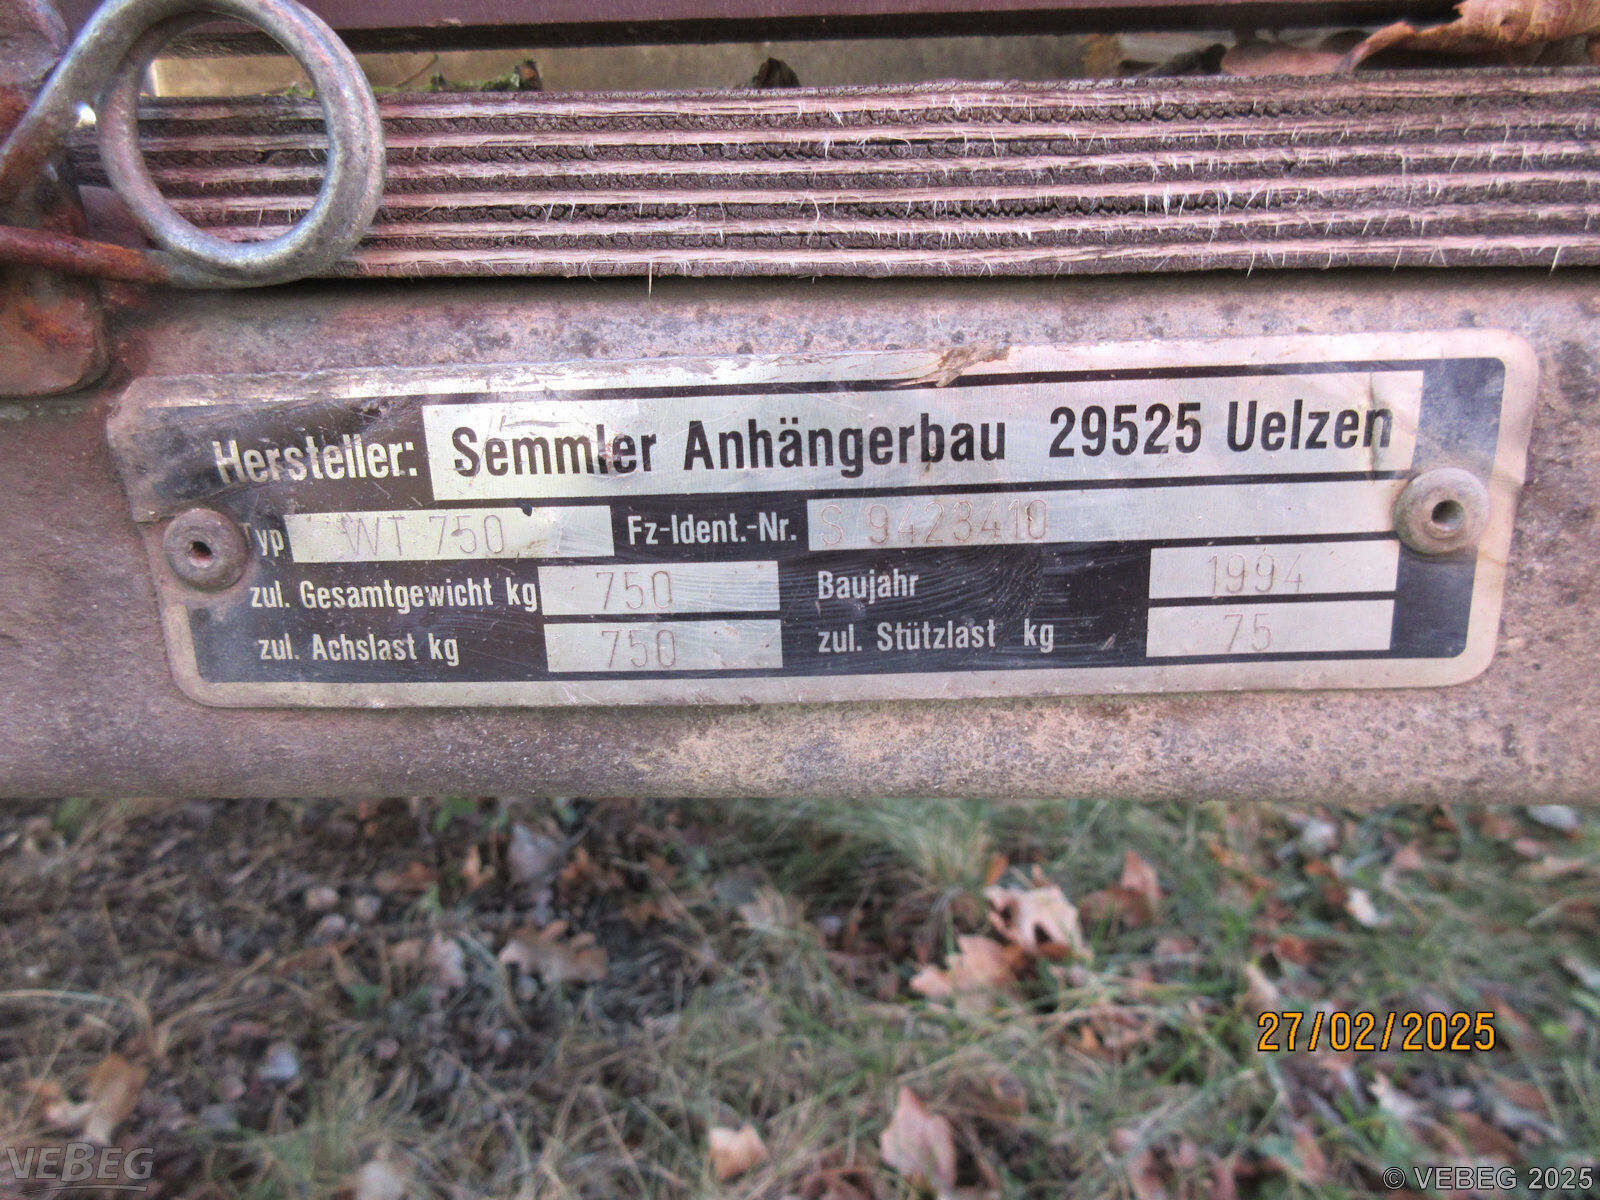 Hersteller: Semmler Anhängerbau 29525 Uelzen
Typ WT 750 Fz-Ident.-Nr. S/9423410
zul. Gesamtgewicht kg 750 Baujahr 1994
zul. Achslast kg 750 zul. Stützlast kg 75
27/02/2025
VEBEG
© VEBEG 2025